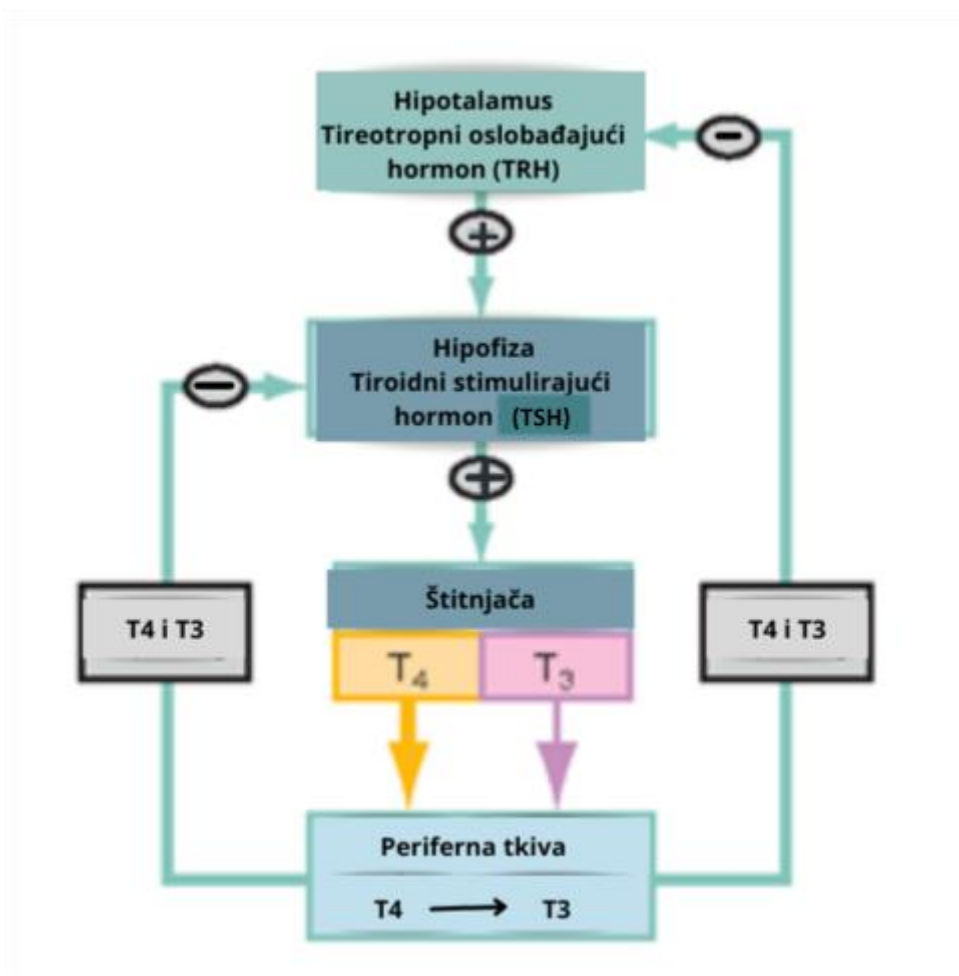 Hipotalamus
Tireotropni oslobađajući
hormon (TRH)
−
+
Hipofiza
Tiroidni stimulirajući
hormon (TSH)
−
+
Štitnjača
T4 i T3
T4 i T3
T₄
T₃
Periferna tkiva
T4 → T3